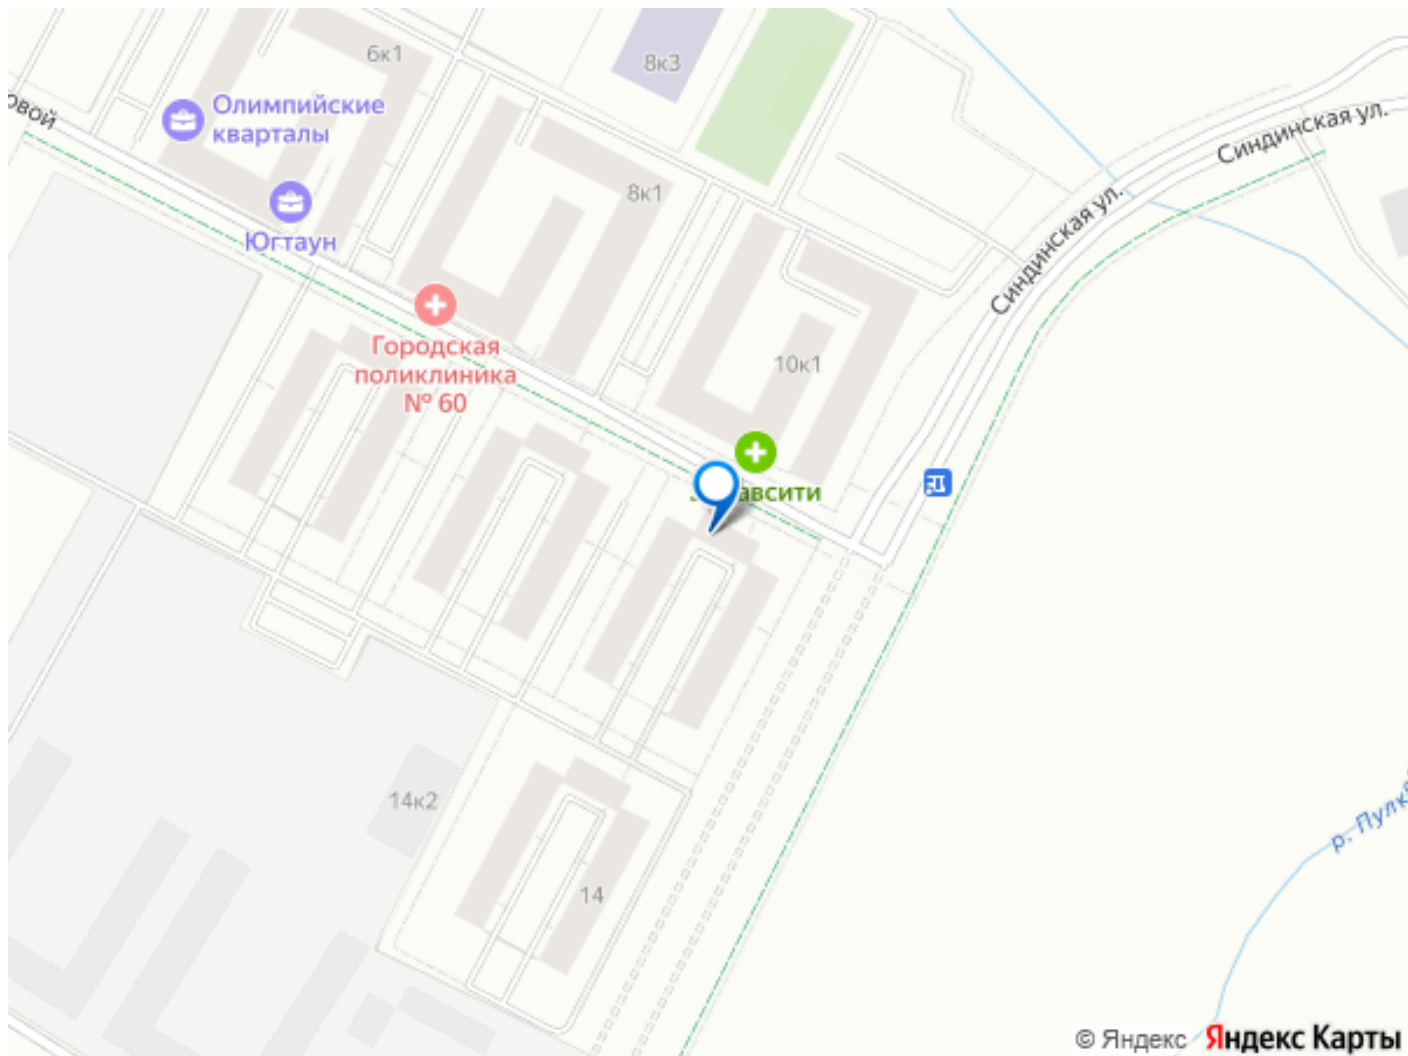 6к1
8к3
Олимпийские
кварталы
овой
Синдинская ул.
8к1
Югтаун
Синдинская ул.
Городская
поликлиника
№ 60
10к1
14к2
14
© Яндекс Яндекс Карты